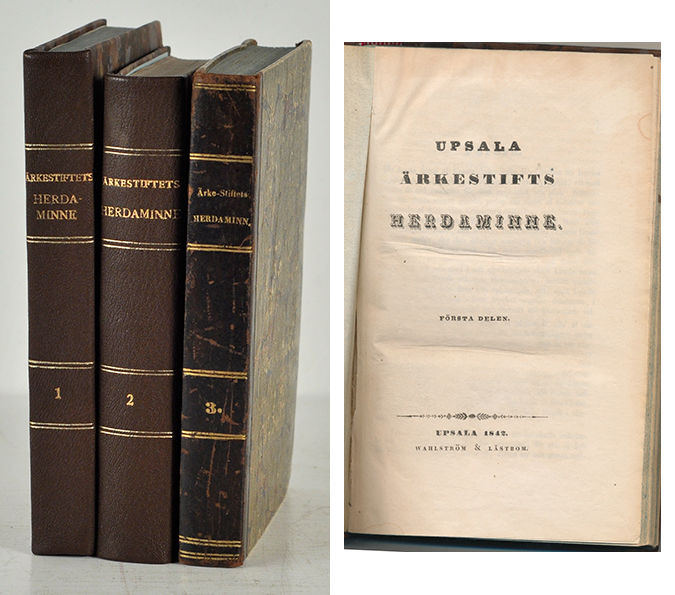 ÄRKESTIFTETS
HERDA-
MINNE
1
ÄRKESTIFTETS
HERDAMINNE
2
Ärke-Stiftets
HERDAMINN.
3.
UPSALA
ÄRKESTIFTS
HERDAMINNE.
FÖRSTA DELEN.
UPSALA 1842.
WAHLSTRÖM & LÅSTBOM.